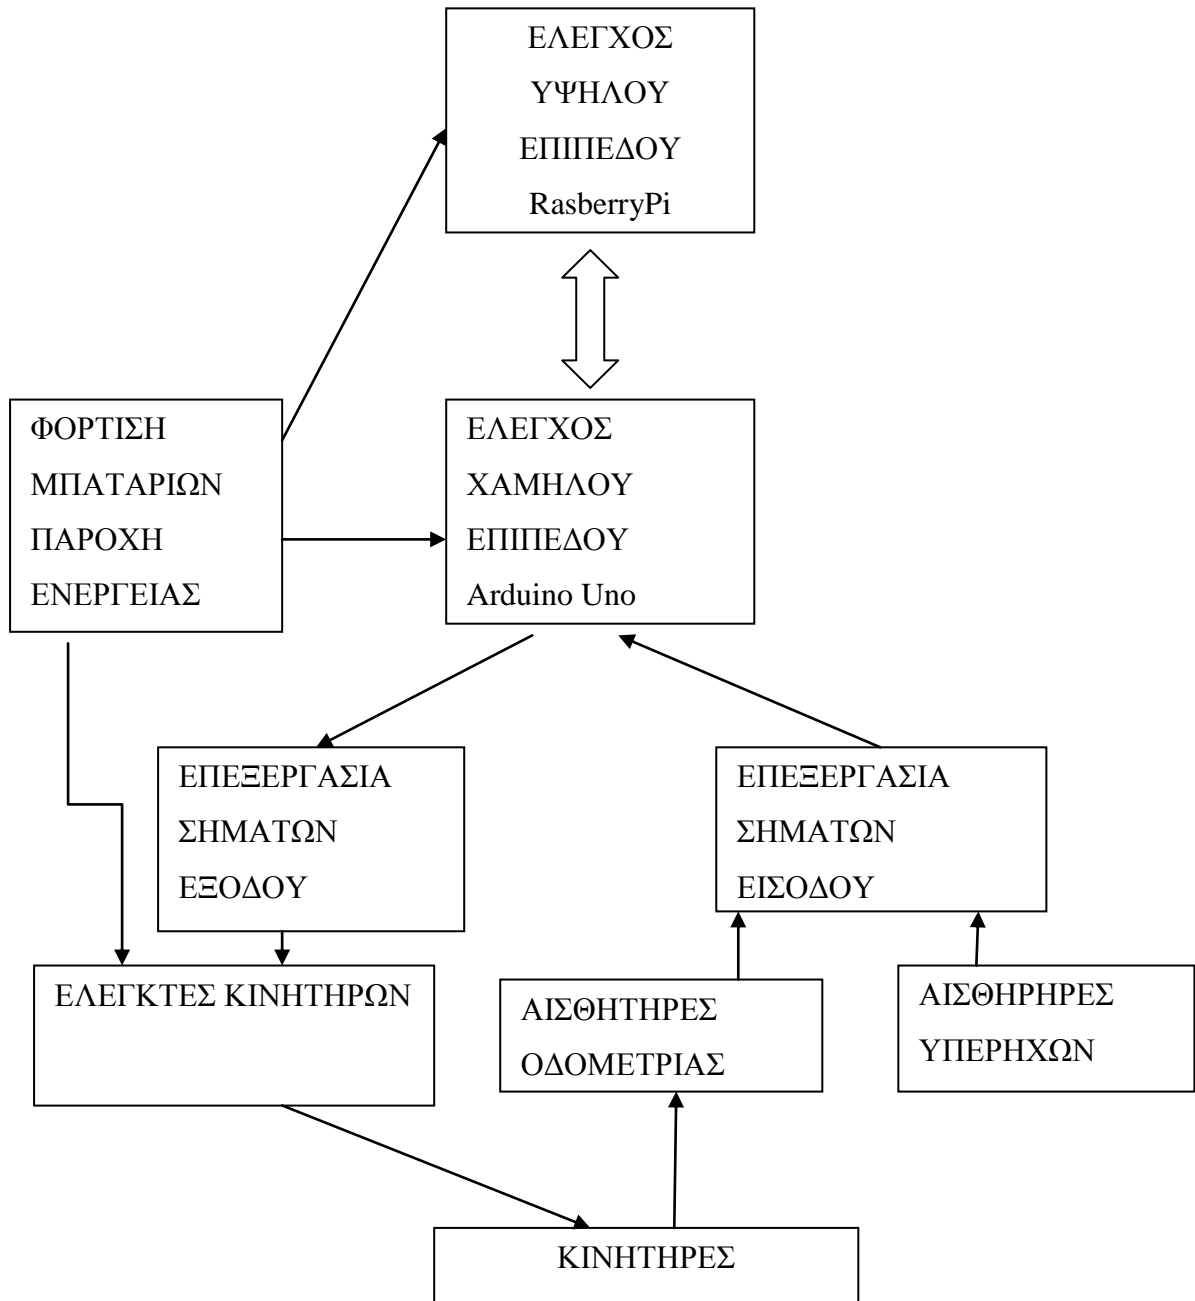 ΕΛΕΓΧΟΣ
ΥΨΗΛΟΥ
ΕΠΙΠΕΔΟΥ
RasberryPi
ΦΟΡΤΙΣΗ
ΜΠΑΤΑΡΙΩΝ
ΠΑΡΟΧΗ
ΕΝΕΡΓΕΙΑΣ
ΕΛΕΓΧΟΣ
ΧΑΜΗΛΟΥ
ΕΠΙΠΕΔΟΥ
Arduino Uno
ΕΠΕΞΕΡΓΑΣΙΑ
ΣΗΜΑΤΩΝ
ΕΞΟΔΟΥ
ΕΠΕΞΕΡΓΑΣΙΑ
ΣΗΜΑΤΩΝ
ΕΙΣΟΔΟΥ
ΕΛΕΓΚΤΕΣ ΚΙΝΗΤΗΡΩΝ
ΑΙΣΘΗΤΗΡΕΣ
ΟΔΟΜΕΤΡΙΑΣ
ΑΙΣΘΗΡΗΡΕΣ
ΥΠΕΡΗΧΩΝ
ΚΙΝΗΤΗΡΕΣ